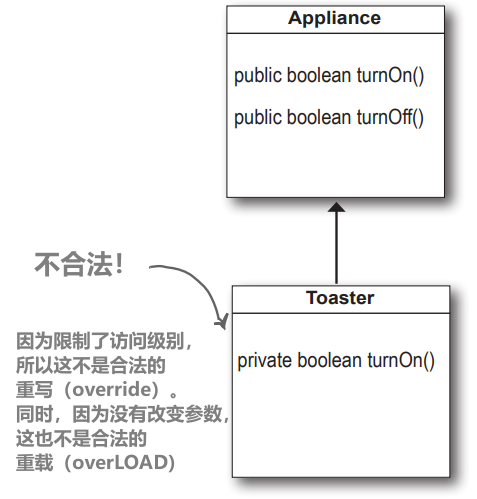 Appliance
public boolean turnOn()
public boolean turnOff()
不合法！
Toaster
private boolean turnOn()
因为限制了访问级别，
所以这不是合法的
重写（override）。
同时，因为没有改变参数，
这也不是合法的
重载（overLOAD）